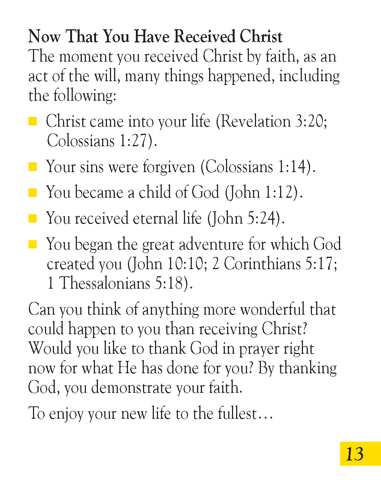 Now That You Have Received Christ
The moment you received Christ by faith, as an
act of the will, many things happened, including
the following:
■ Christ came into your life (Revelation 3:20;
Colossians 1:27).
■ Your sins were forgiven (Colossians 1:14).
■ You became a child of God (John 1:12).
■ You received eternal life (John 5:24).
■ You began the great adventure for which God
created you (John 10:10; 2 Corinthians 5:17;
1 Thessalonians 5:18).
Can you think of anything more wonderful that
could happen to you than receiving Christ?
Would you like to thank God in prayer right
now for what He has done for you? By thanking
God, you demonstrate your faith.
To enjoy your new life to the fullest…
13